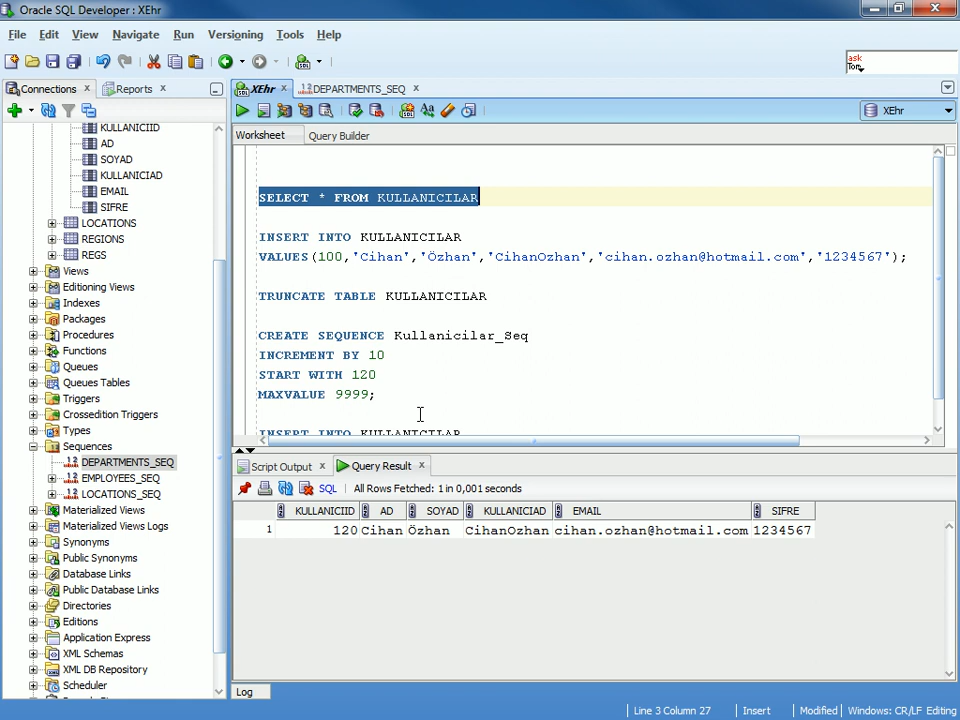 Oracle SQL Developer : XEhr
File Edit View Navigate Run Versioning Tools Help
ask
Tom
Connections Reports
XEhr DEPARTMENTS_SEQ
XEhr
Worksheet Query Builder
KULLANICIID
AD
SOYAD
KULLANICIAD
EMAIL
SIFRE
LOCATIONS
REGIONS
REGS
Views
Editioning Views
Indexes
Packages
Procedures
Functions
Queues
Queues Tables
Triggers
Crossedition Triggers
Types
Sequences
DEPARTMENTS_SEQ
EMPLOYEES_SEQ
LOCATIONS_SEQ
Materialized Views
Materialized Views Logs
Synonyms
Public Synonyms
Database Links
Public Database Links
Directories
Editions
Application Express
XML Schemas
XML DB Repository
Scheduler
SELECT * FROM KULLANICILAR
INSERT INTO KULLANICILAR
VALUES(100,'Cihan','Özhan','CihanOzhan','cihan.ozhan@hotmail.com','1234567');
TRUNCATE TABLE KULLANICILAR
CREATE SEQUENCE Kullanicilar_Seq
INCREMENT BY 10
START WITH 120
MAXVALUE 9999;
INSERT INTO KULLANICILAR
Script Output Query Result
SQL All Rows Fetched: 1 in 0,001 seconds
KULLANICIID AD SOYAD KULLANICIAD EMAIL SIFRE
1 120 Cihan Özhan CihanOzhan cihan.ozhan@hotmail.com 1234567
Log
Line 3 Column 27 Insert Modified Windows: CR/LF Editing